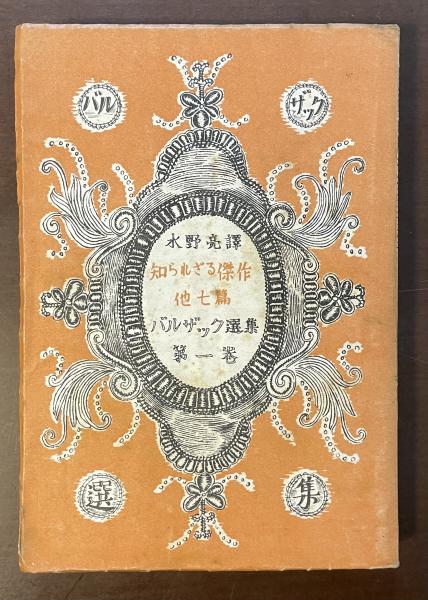 バル
ザック
水野亮譯
知られざる傑作
他七篇
バルザック選集
第一巻
選
集